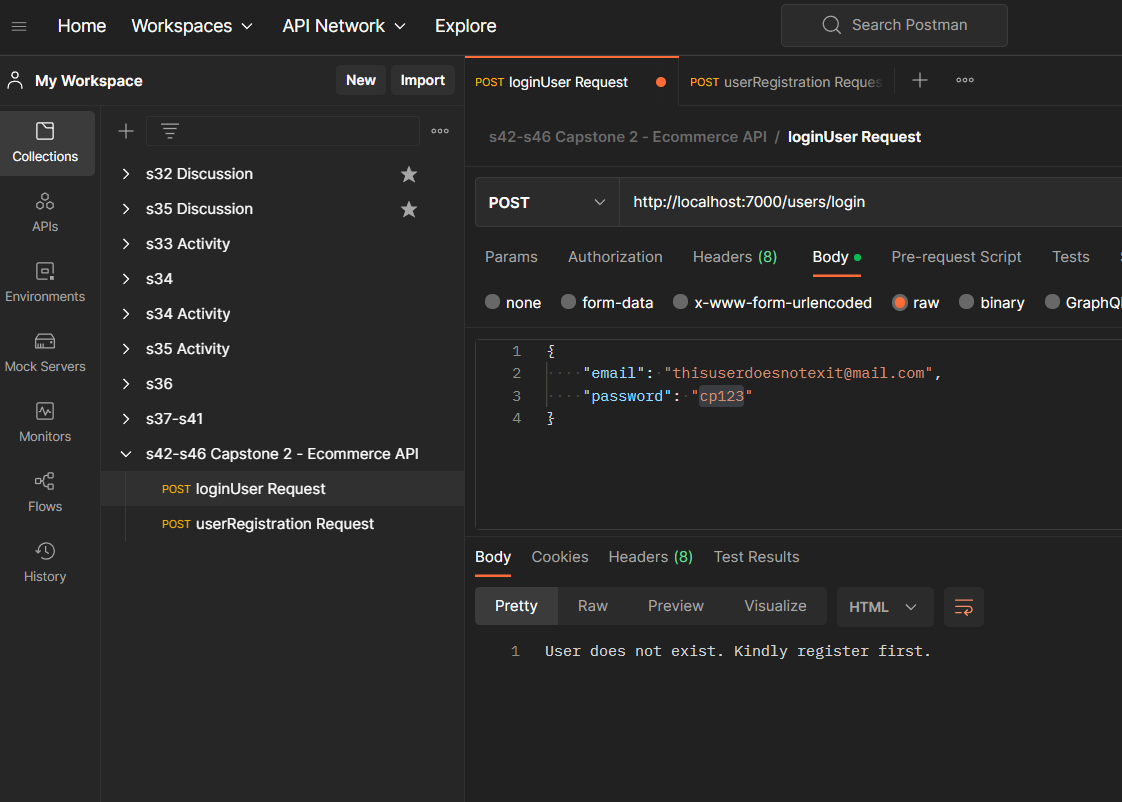 Home Workspaces API Network Explore Search Postman
My Workspace New Import
POST loginUser Request POST userRegistration Reques
Collections
APIs
Environments
Mock Servers
Monitors
Flows
History
s32 Discussion
s35 Discussion
s33 Activity
s34
s34 Activity
s35 Activity
s36
s37-s41
s42-s46 Capstone 2 - Ecommerce API
POST loginUser Request
POST userRegistration Request
s42-s46 Capstone 2 - Ecommerce API / loginUser Request
POST http://localhost:7000/users/login
Params Authorization Headers (8) Body Pre-request Script Tests
none form-data x-www-form-urlencoded raw binary GraphQL
1 {
2 "email": "thisuserdoesnotexit@mail.com",
3 "password": "cp123"
4 }
Body Cookies Headers (8) Test Results
Pretty Raw Preview Visualize HTML
1 User does not exist. Kindly register first.